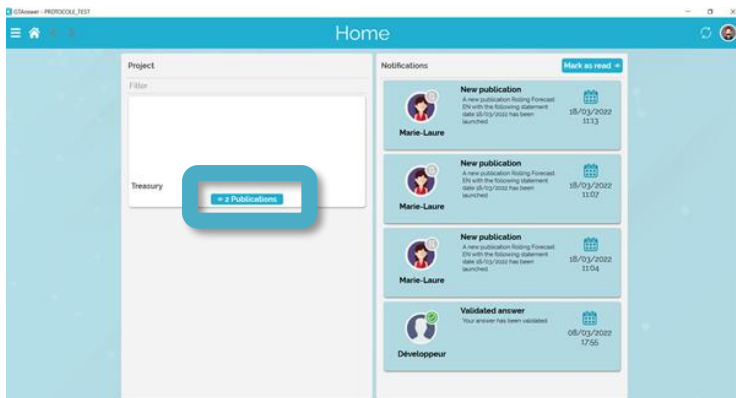 GTAnswer - PROTOCOLE_TEST
Home
Project
Filter
Treasury
2 Publications
Notifications
Mark as read
New publication
A new publication Rolling Forecast
EN with the following statement
date 18/03/2022 has been
launched
18/03/2022
11:13
Marie-Laure
New publication
A new publication Rolling Forecast
EN with the following statement
date 18/03/2022 has been
launched
18/03/2022
11:07
Marie-Laure
New publication
A new publication Rolling Forecast
EN with the following statement
date 18/03/2022 has been
launched
18/03/2022
11:04
Marie-Laure
Validated answer
Your answer has been validated
08/03/2022
17:55
Développeur